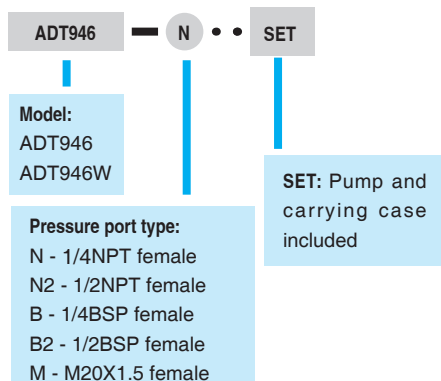 ADT946 — N • • SET
Model:
ADT946
ADT946W
Pressure port type:
N - 1/4NPT female
N2 - 1/2NPT female
B - 1/4BSP female
B2 - 1/2BSP female
M - M20X1.5 female
SET: Pump and
carrying case
included